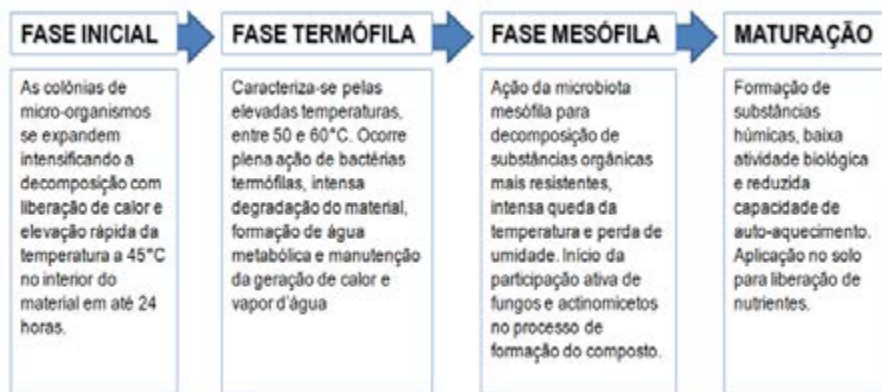 FASE INICIAL
As colônias de
micro-organismos
se expandem
intensificando a
decomposição com
liberação de calor e
elevação rápida da
temperatura a 45°C
no interior do
material em até 24
horas.
FASE TERMÓFILA
Caracteriza-se pelas
elevadas temperaturas,
entre 50 e 60°C. Ocorre
plena ação de bactérias
termófilas, intensa
degradação do material,
formação de água
metabólica e manutenção
da geração de calor e
vapor d'água
FASE MESÓFILA
Ação da microbiota
mesófila para
decomposição de
substâncias orgânicas
mais resistentes,
intensa queda da
temperatura e perda de
umidade. Início da
participação ativa de
fungos e actinomicetos
no processo de
formação do composto.
MATURAÇÃO
Formação de
substâncias
húmicas, baixa
atividade biológica
e reduzida
capacidade de
auto-aquecimento.
Aplicação no solo
para liberação de
nutrientes.